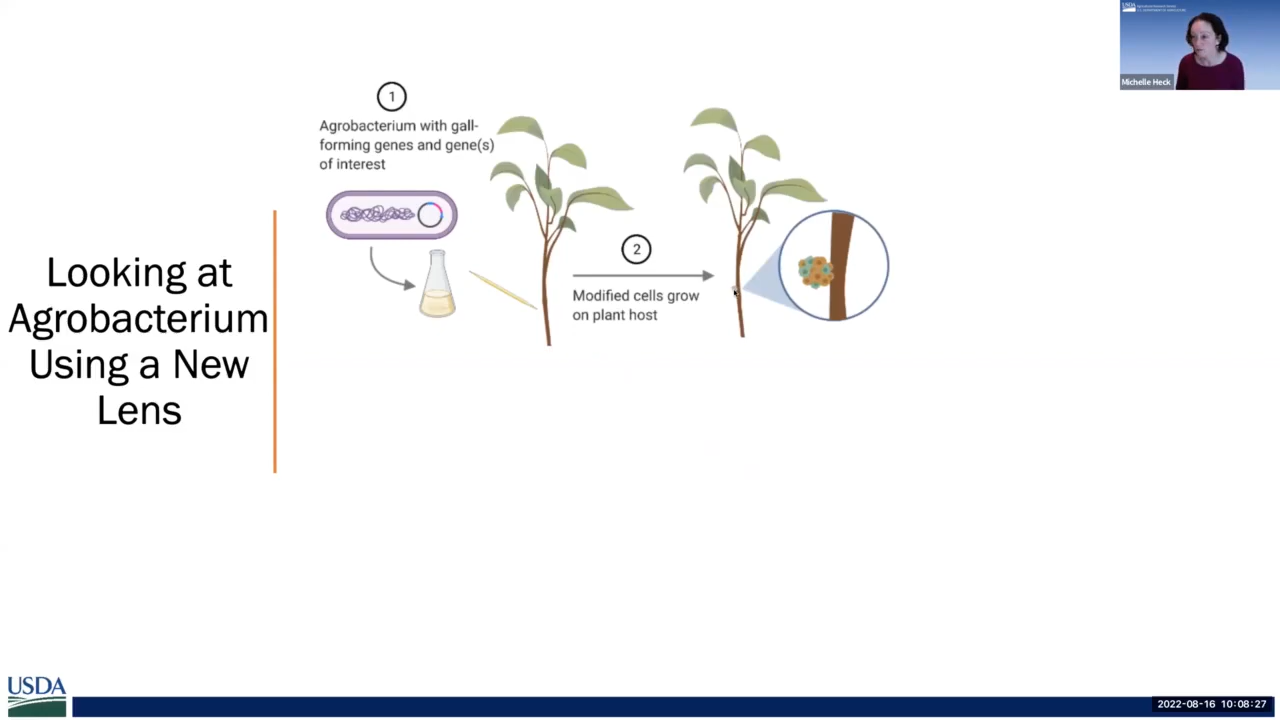 USDA
Michelle Heck
1
Agrobacterium with gall-
forming genes and gene(s)
of interest
2
Modified cells grow
on plant host
Looking at
Agrobacterium
Using a New
Lens
USDA
2022-08-16 10:08:27